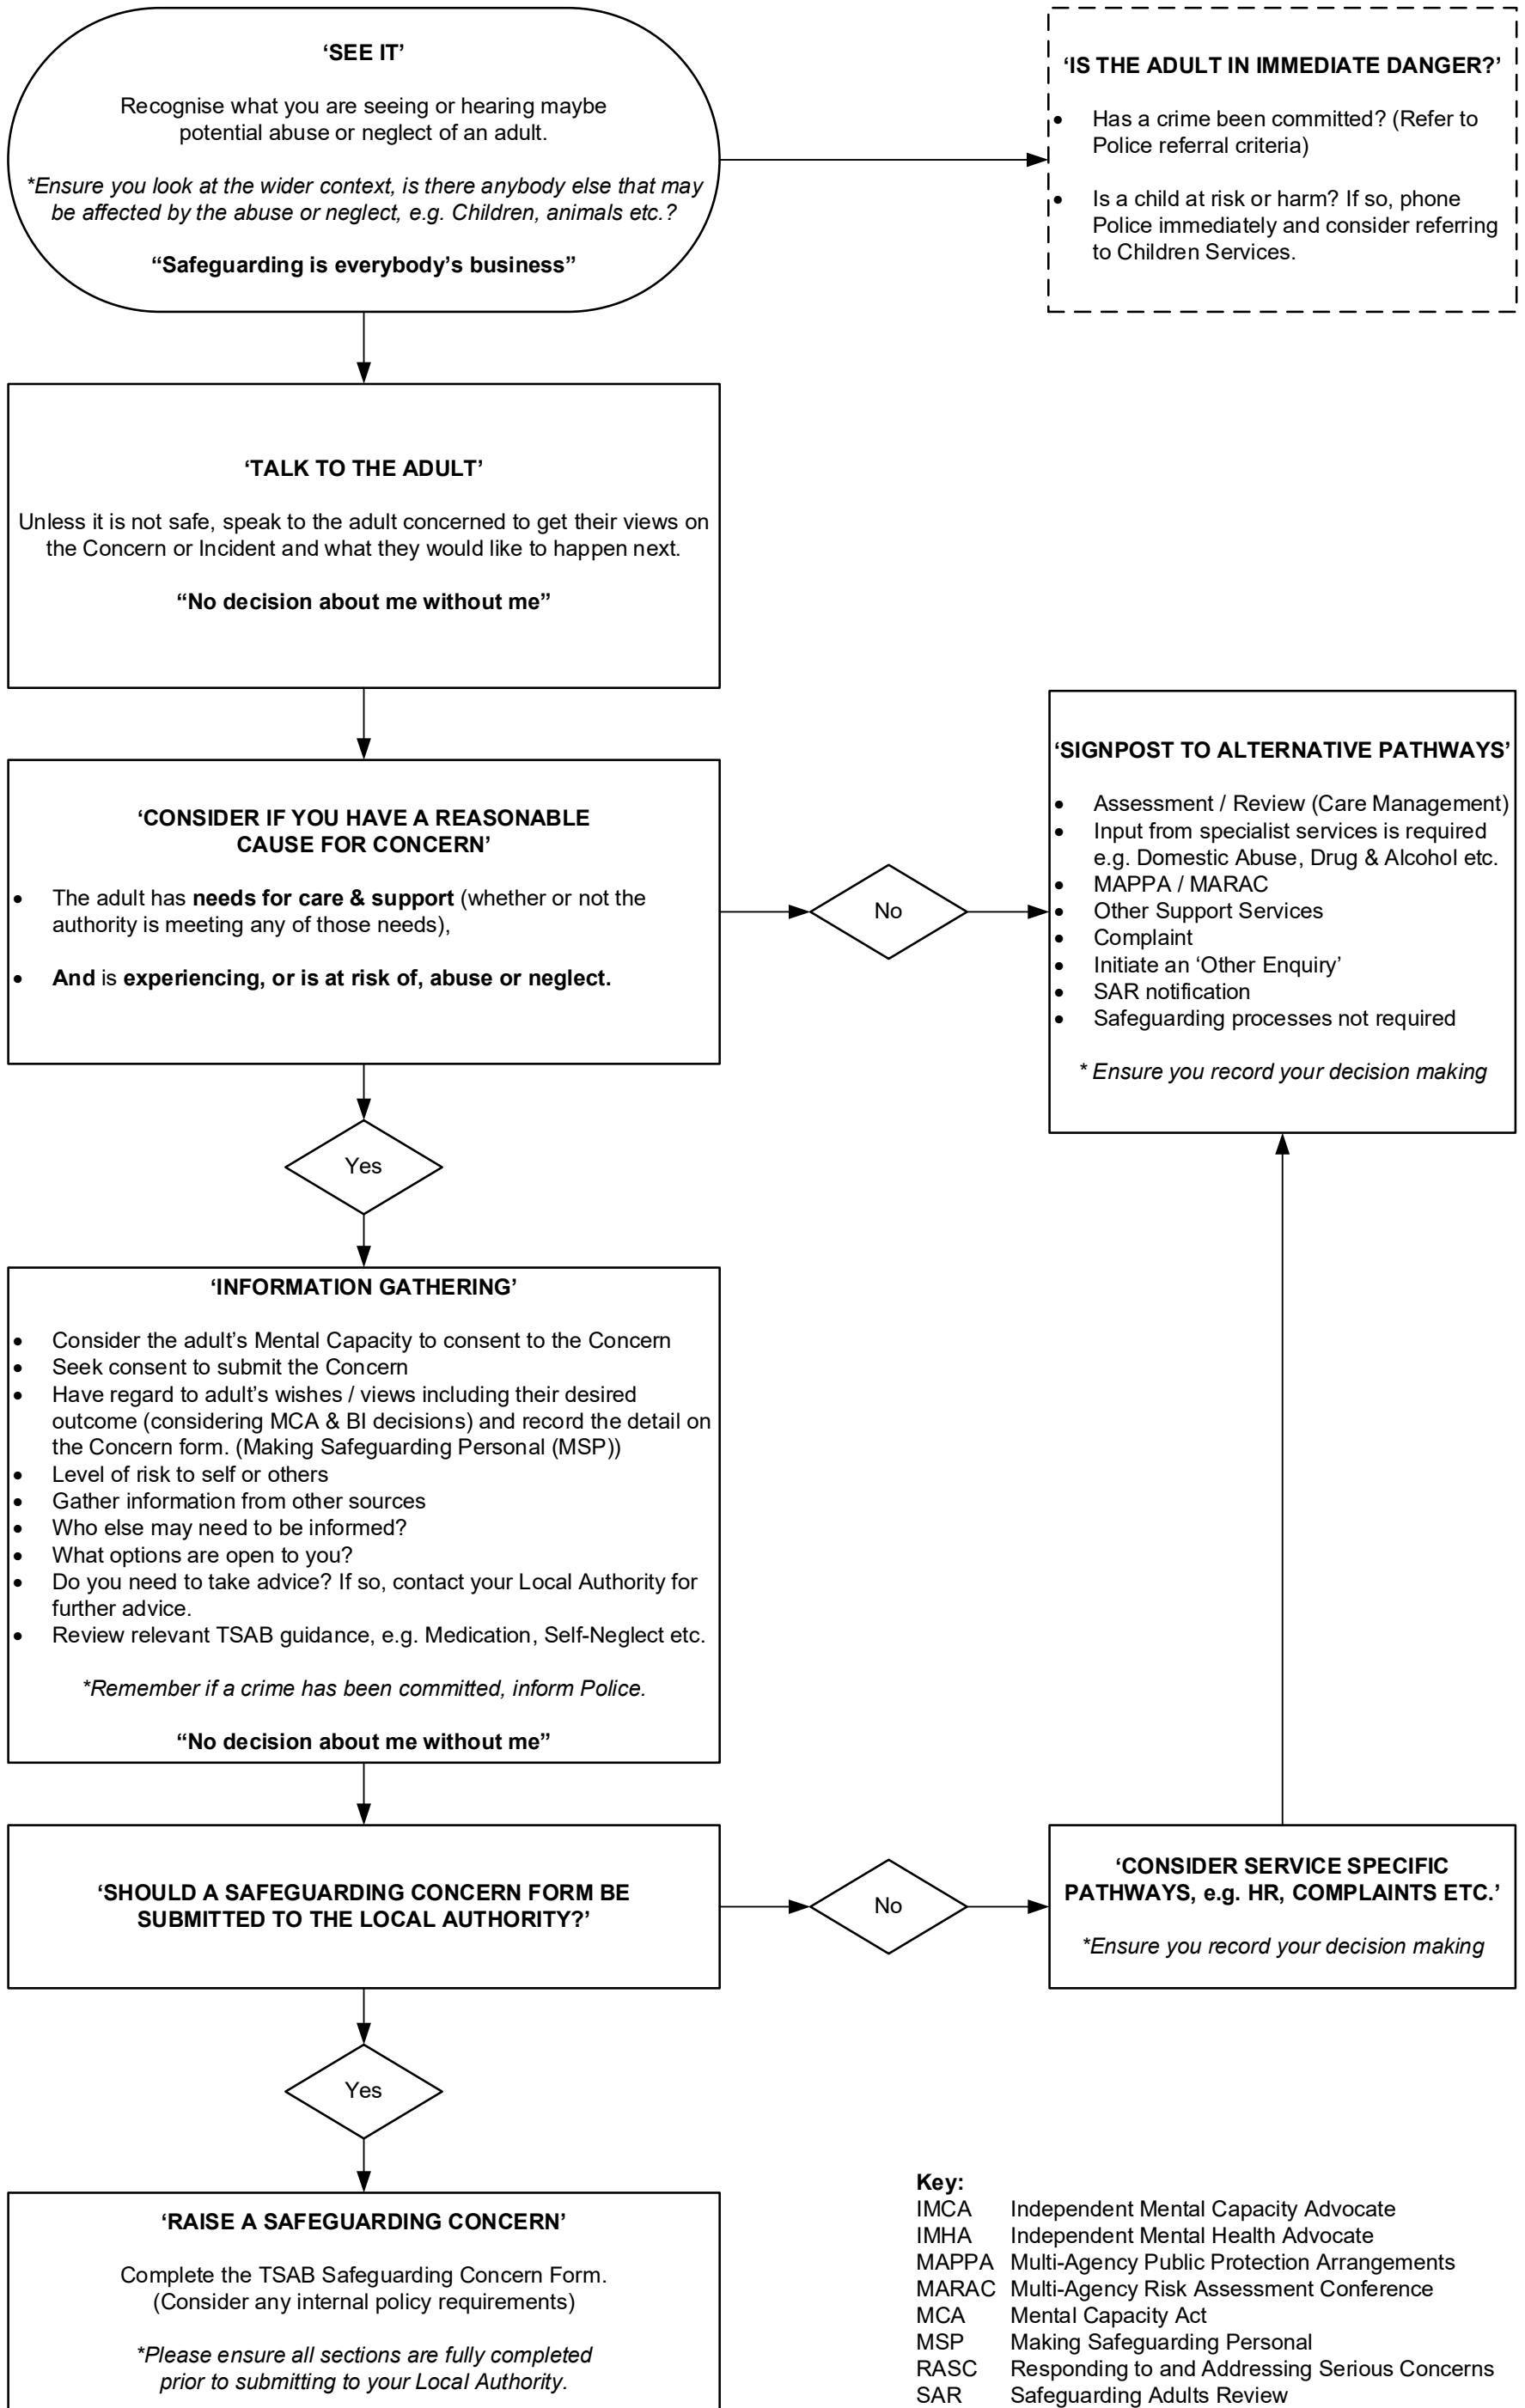 ‘SEE IT’
Recognise what you are seeing or hearing maybe
potential abuse or neglect of an adult.
*Ensure you look at the wider context, is there anybody else that may
be affected by the abuse or neglect, e.g. Children, animals etc.?
“Safeguarding is everybody’s business”
‘IS THE ADULT IN IMMEDIATE DANGER?’
• Has a crime been committed? (Refer to
Police referral criteria)
• Is a child at risk or harm? If so, phone
Police immediately and consider referring
to Children Services.
‘TALK TO THE ADULT’
Unless it is not safe, speak to the adult concerned to get their views on
the Concern or Incident and what they would like to happen next.
“No decision about me without me”
‘CONSIDER IF YOU HAVE A REASONABLE
CAUSE FOR CONCERN’
• The adult has needs for care & support (whether or not the
authority is meeting any of those needs),
• And is experiencing, or is at risk of, abuse or neglect.
No
‘SIGNPOST TO ALTERNATIVE PATHWAYS’
• Assessment / Review (Care Management)
• Input from specialist services is required
e.g. Domestic Abuse, Drug & Alcohol etc.
• MAPPA / MARAC
• Other Support Services
• Complaint
• Initiate an ‘Other Enquiry’
• SAR notification
• Safeguarding processes not required
* Ensure you record your decision making
Yes
‘INFORMATION GATHERING’
• Consider the adult’s Mental Capacity to consent to the Concern
• Seek consent to submit the Concern
• Have regard to adult’s wishes / views including their desired
outcome (considering MCA & BI decisions) and record the detail on
the Concern form. (Making Safeguarding Personal (MSP))
• Level of risk to self or others
• Gather information from other sources
• Who else may need to be informed?
• What options are open to you?
• Do you need to take advice? If so, contact your Local Authority for
further advice.
• Review relevant TSAB guidance, e.g. Medication, Self-Neglect etc.
*Remember if a crime has been committed, inform Police.
“No decision about me without me”
‘SHOULD A SAFEGUARDING CONCERN FORM BE
SUBMITTED TO THE LOCAL AUTHORITY?’
No
‘CONSIDER SERVICE SPECIFIC
PATHWAYS, e.g. HR, COMPLAINTS ETC.’
*Ensure you record your decision making
Yes
‘RAISE A SAFEGUARDING CONCERN’
Complete the TSAB Safeguarding Concern Form.
(Consider any internal policy requirements)
*Please ensure all sections are fully completed
prior to submitting to your Local Authority.
Key:
IMCA Independent Mental Capacity Advocate
IMHA Independent Mental Health Advocate
MAPPA Multi-Agency Public Protection Arrangements
MARAC Multi-Agency Risk Assessment Conference
MCA Mental Capacity Act
MSP Making Safeguarding Personal
RASC Responding to and Addressing Serious Concerns
SAR Safeguarding Adults Review